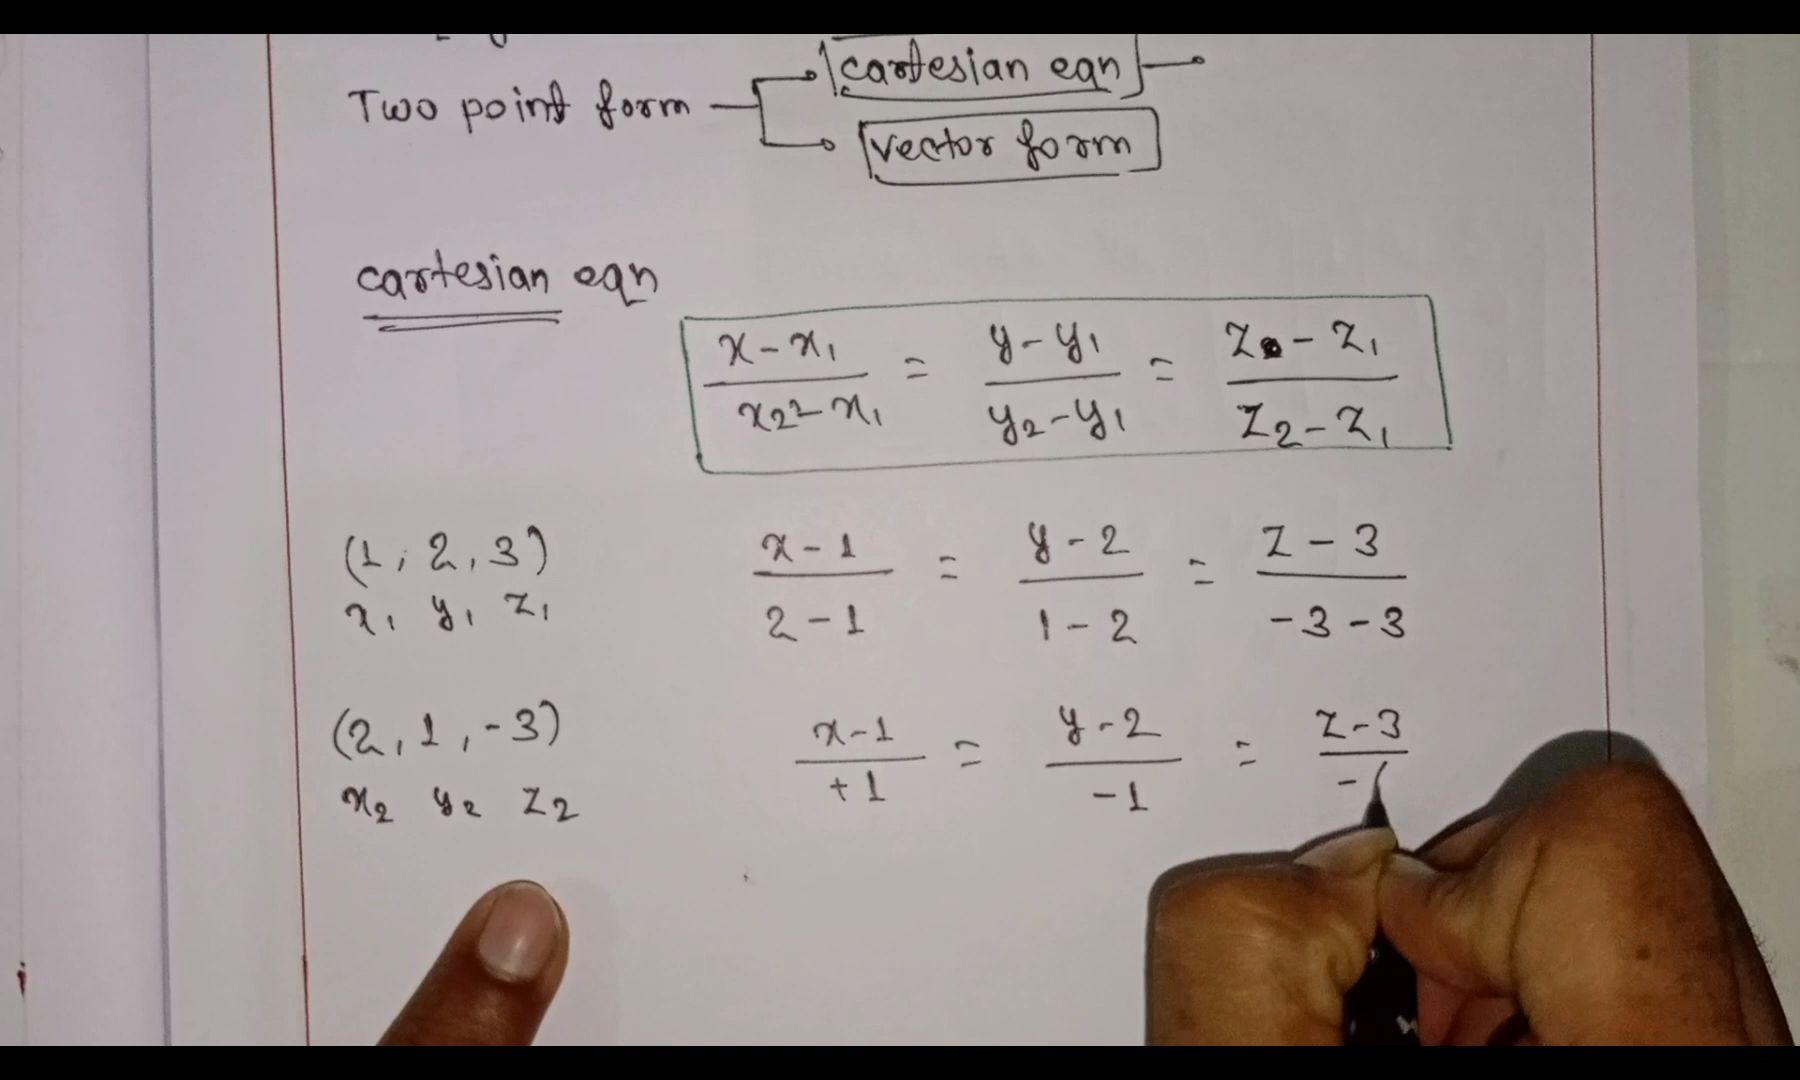 cartesian eqn
Two point form
vector form
cartesian eqn
x - x₁ / x₂ - x₁ = y - y₁ / y₂ - y₁ = z - z₁ / z₂ - z₁
(1, 2, 3) x - 1 / 2 - 1 = y - 2 / 1 - 2 = z - 3 / -3 - 3
x₁ y₁ z₁
(2, 1, -3) x - 1 / +1 = y - 2 / -1 = z - 3 / -
x₂ y₂ z₂